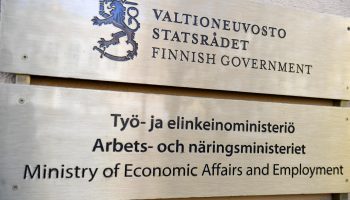 VALTIONEUVOSTO
STATSRÅDET
FINNISH GOVERNMENT
Työ- ja elinkeinoministeriö
Arbets- och näringsministeriet
Ministry of Economic Affairs and Employment